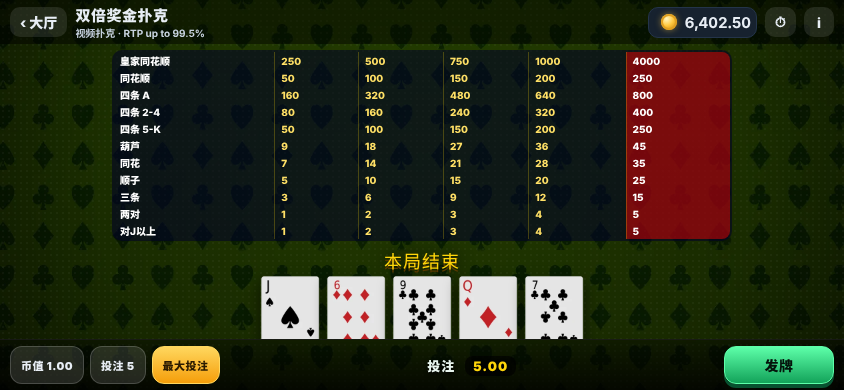 ‹ 大厅
双倍奖金扑克
视频扑克 · RTP up to 99.5%
6,402.50
i
皇家同花顺 250 500 750 1000 4000
同花顺 50 100 150 200 250
四条 A 160 320 480 640 800
四条 2-4 80 160 240 320 400
四条 5-K 50 100 150 200 250
葫芦 9 18 27 36 45
同花 7 14 21 28 35
顺子 5 10 15 20 25
三条 3 6 9 12 15
两对 1 2 3 4 5
对J以上 1 2 3 4 5
本局结束
J 6 9 Q 7
币值 1.00 投注 5 最大投注 投注 5.00 发牌